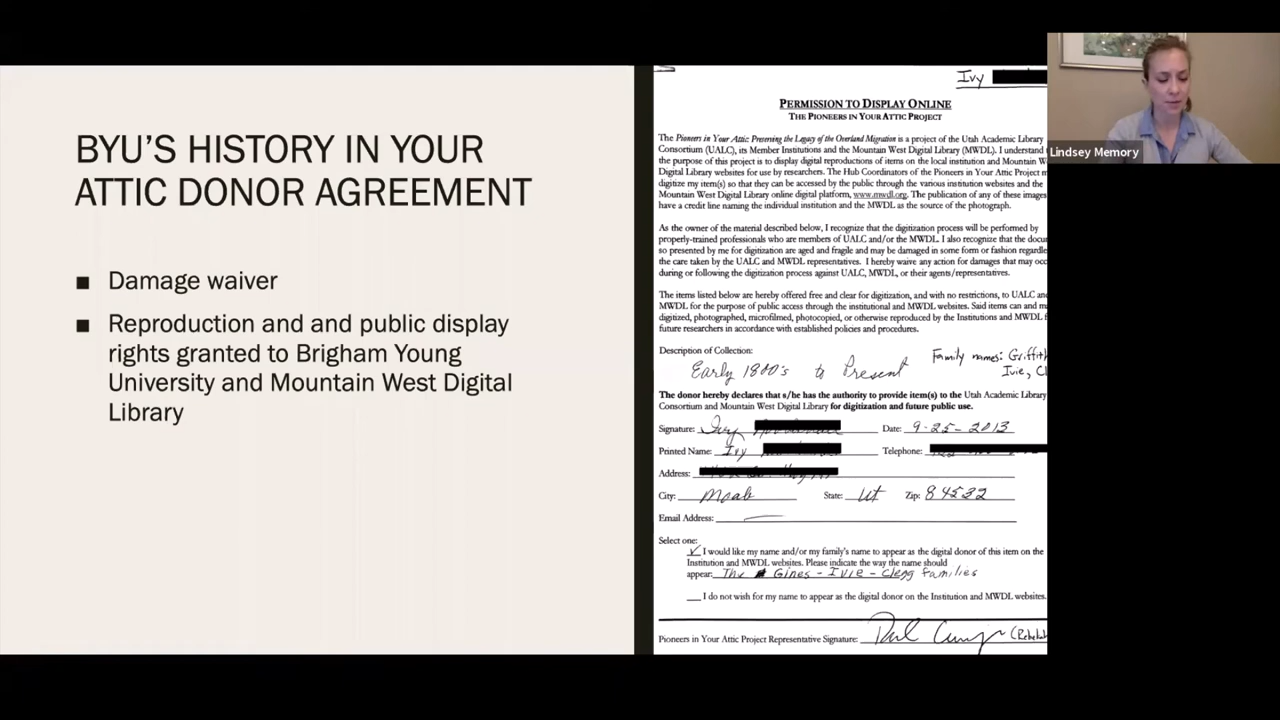 BYU'S HISTORY IN YOUR
ATTIC DONOR AGREEMENT
■ Damage waiver
■ Reproduction and and public display
rights granted to Brigham Young
University and Mountain West Digital
Library
Ivy
PERMISSION TO DISPLAY ONLINE
THE PIONEERS IN YOUR ATTIC PROJECT
The Pioneers in Your Attic: Preserving the Legacy of the Overland Migration is a project of the Utah Academic Library
Consortium (UALC), its Member Institutions and the Mountain West Digital Library (MWDL). I understand
the purpose of this project is to display digital reproductions of items on the local institution and Mountain W
Digital Library websites for use by researchers. The Hub Coordinators of the Pioneers in Your Attic Project m
digitize my item(s) so that they can be accessed by the public through the various institution websites and the
Mountain West Digital Library online digital platform, www.mwdl.org. The publication of any of these images
have a credit line naming the individual institution and the MWDL as the source of the photograph.
As the owner of the material described below, I recognize that the digitization process will be performed by
properly-trained professionals who are members of UALC and/or the MWDL. I also recognize that the docu
so presented by me for digitization are aged and fragile and may be damaged in some form or fashion regardle
the care taken by the UALC and MWDL representatives. I hereby waive any action for damages that may occ
during or following the digitization process against UALC, MWDL, or their agents/representatives.
The items listed below are hereby offered free and clear for digitization, and with no restrictions, to UALC and
MWDL for the purpose of public access through the institutional and MWDL websites. Said items can and m
digitized, photographed, microfilmed, photocopied, or otherwise reproduced by the Institutions and MWDL f
future researchers in accordance with established policies and procedures.
Description of Collection: Family names: Griffith
Early 1800's to Present Ivie, Cl
The donor hereby declares that s/he has the authority to provide item(s) to the Utah Academic Library
Consortium and Mountain West Digital Library for digitization and future public use.
Signature: Ivy Date: 9-25-2013
Printed Name: Ivy Telephone:
Address:
City: Moab State: Ut Zip: 84532
Email Address:
Select one:
✓ I would like my name and/or my family's name to appear as the digital donor of this item on the
Institution and MWDL websites. Please indicate the way the name should
appear: The Gines - Ivie - Clegg families
I do not wish for my name to appear as the digital donor on the Institution and MWDL websites.
Pioneers in Your Attic Project Representative Signature: (Rebekah
Lindsey Memory